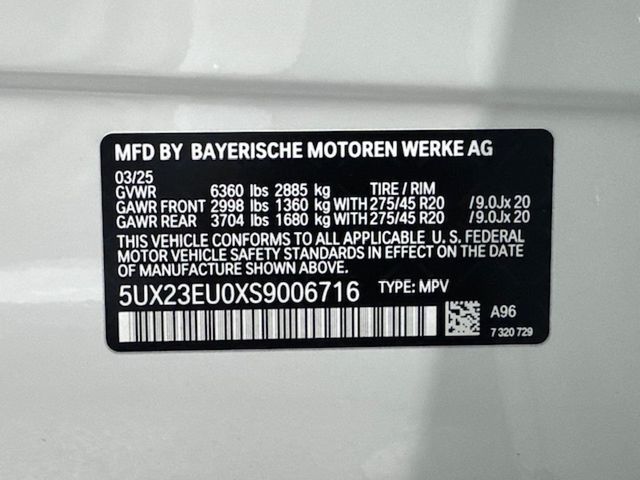 MFD BY BAYERISCHE MOTOREN WERKE AG
03/25
GVWR 6360 lbs 2885 kg TIRE / RIM
GAWR FRONT 2998 lbs 1360 kg WITH 275/45 R20 / 9.0Jx 20
GAWR REAR 3704 lbs 1680 kg WITH 275/45 R20 / 9.0Jx 20
THIS VEHICLE CONFORMS TO ALL APPLICABLE U. S. FEDERAL
MOTOR VEHICLE SAFETY STANDARDS IN EFFECT ON THE DATE
OF MANUFACTURE SHOWN ABOVE.
5UX23EU0XS9006716 TYPE: MPV
A96
7 320 729